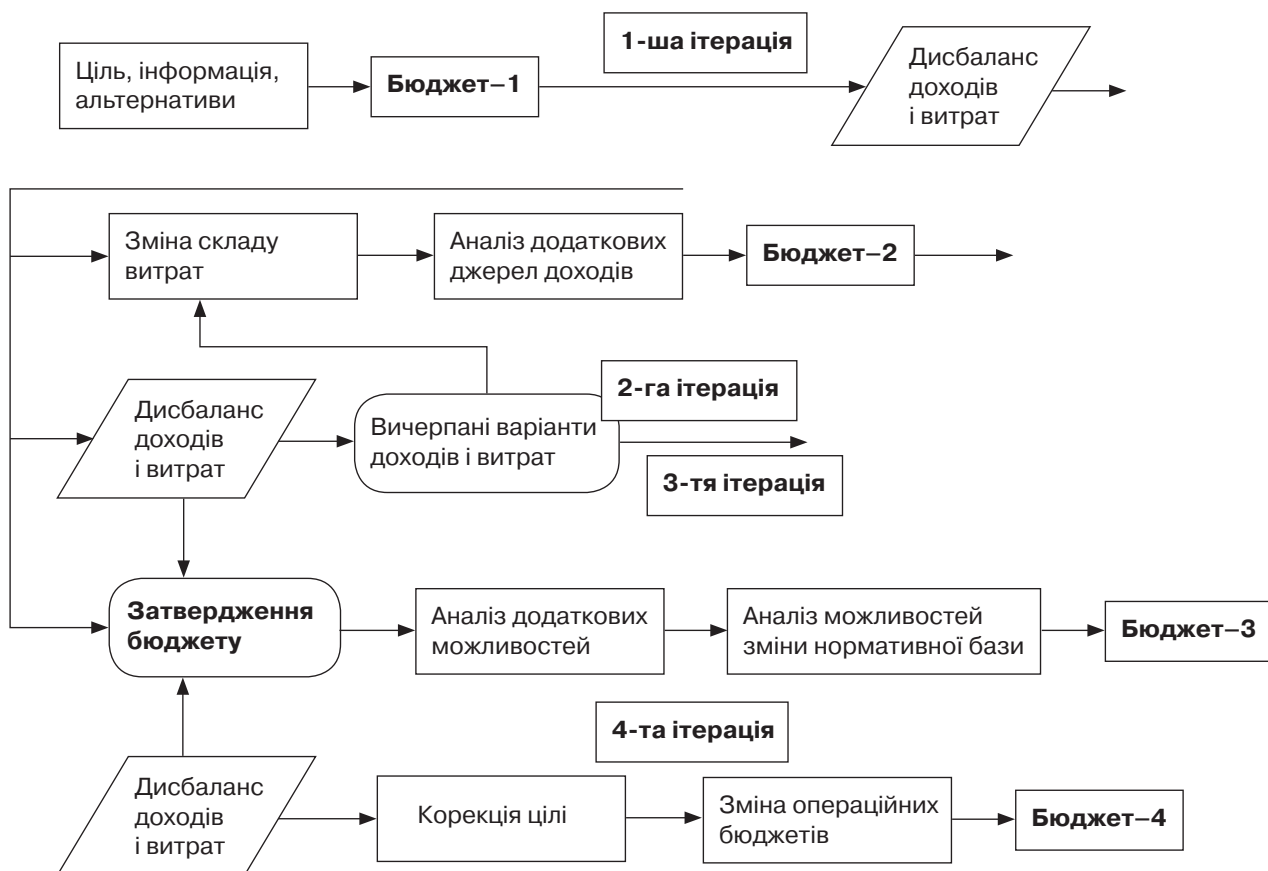 1-ша ітерація
Ціль, інформація,
альтернативи
Бюджет–1
Дисбаланс
доходів
і витрат
Зміна складу
витрат
Аналіз додаткових
джерел доходів
Бюджет–2
2-га ітерація
Дисбаланс
доходів
і витрат
Вичерпані варіанти
доходів і витрат
3-тя ітерація
Затвердження
бюджету
Аналіз додаткових
можливостей
Аналіз можливостей
зміни нормативної бази
Бюджет–3
4-та ітерація
Дисбаланс
доходів
і витрат
Корекція цілі
Зміна операційних
бюджетів
Бюджет–4